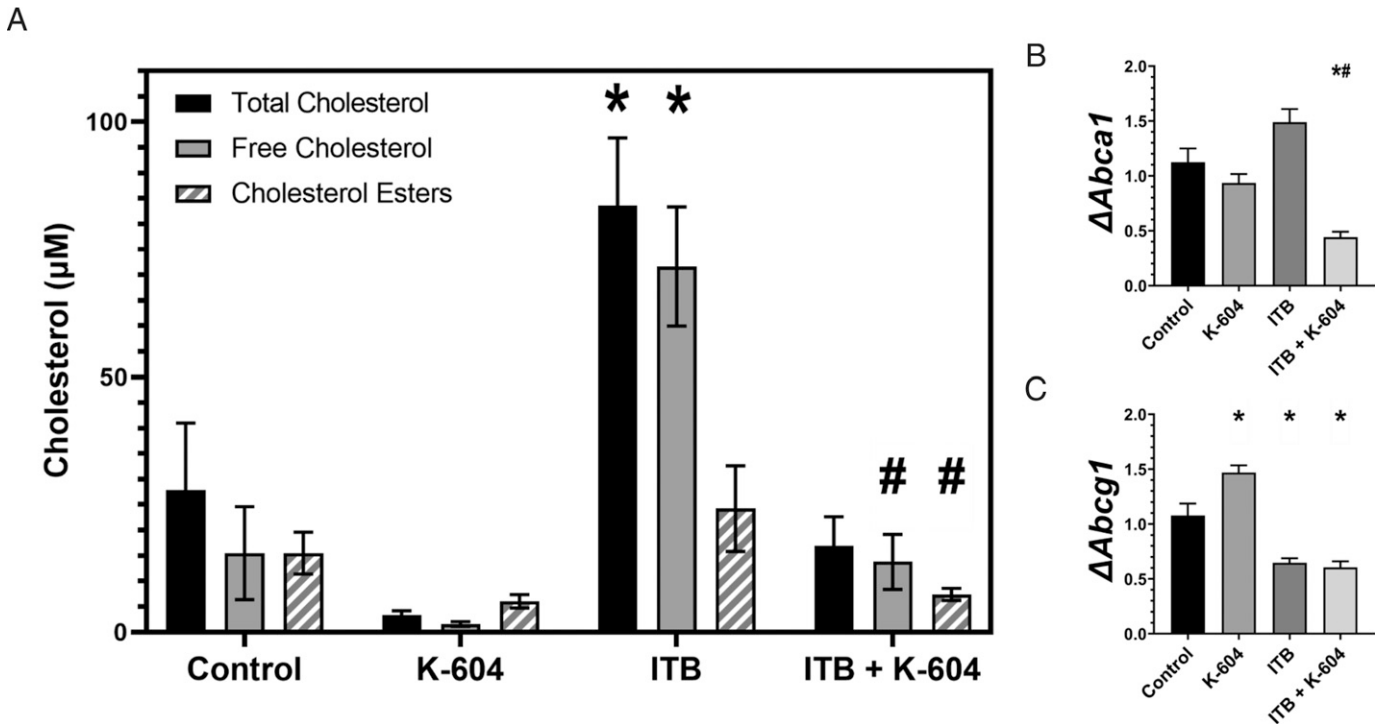 A
Total Cholesterol
Free Cholesterol
Cholesterol Esters
* *
# #
Cholesterol (μM)
100
50
0
Control K-604 ITB ITB + K-604
B
ΔAbca1
2.0
1.5
1.0
0.5
0.0
*#
Control K-604 ITB ITB + K-604
C
ΔAbcg1
2.0
1.5
1.0
0.5
0.0
* * *
Control K-604 ITB ITB + K-604